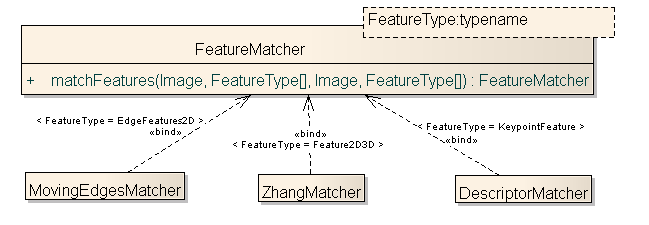 FeatureType:typename
FeatureMatcher
+ matchFeatures(Image, FeatureType[], Image, FeatureType[]) : FeatureMatcher
< FeatureType = EdgeFeatures2D >
«bind»
«bind»
< FeatureType = Feature2D3D >
< FeatureType = KeypointFeature >
«bind»
MovingEdgesMatcher
ZhangMatcher
DescriptorMatcher